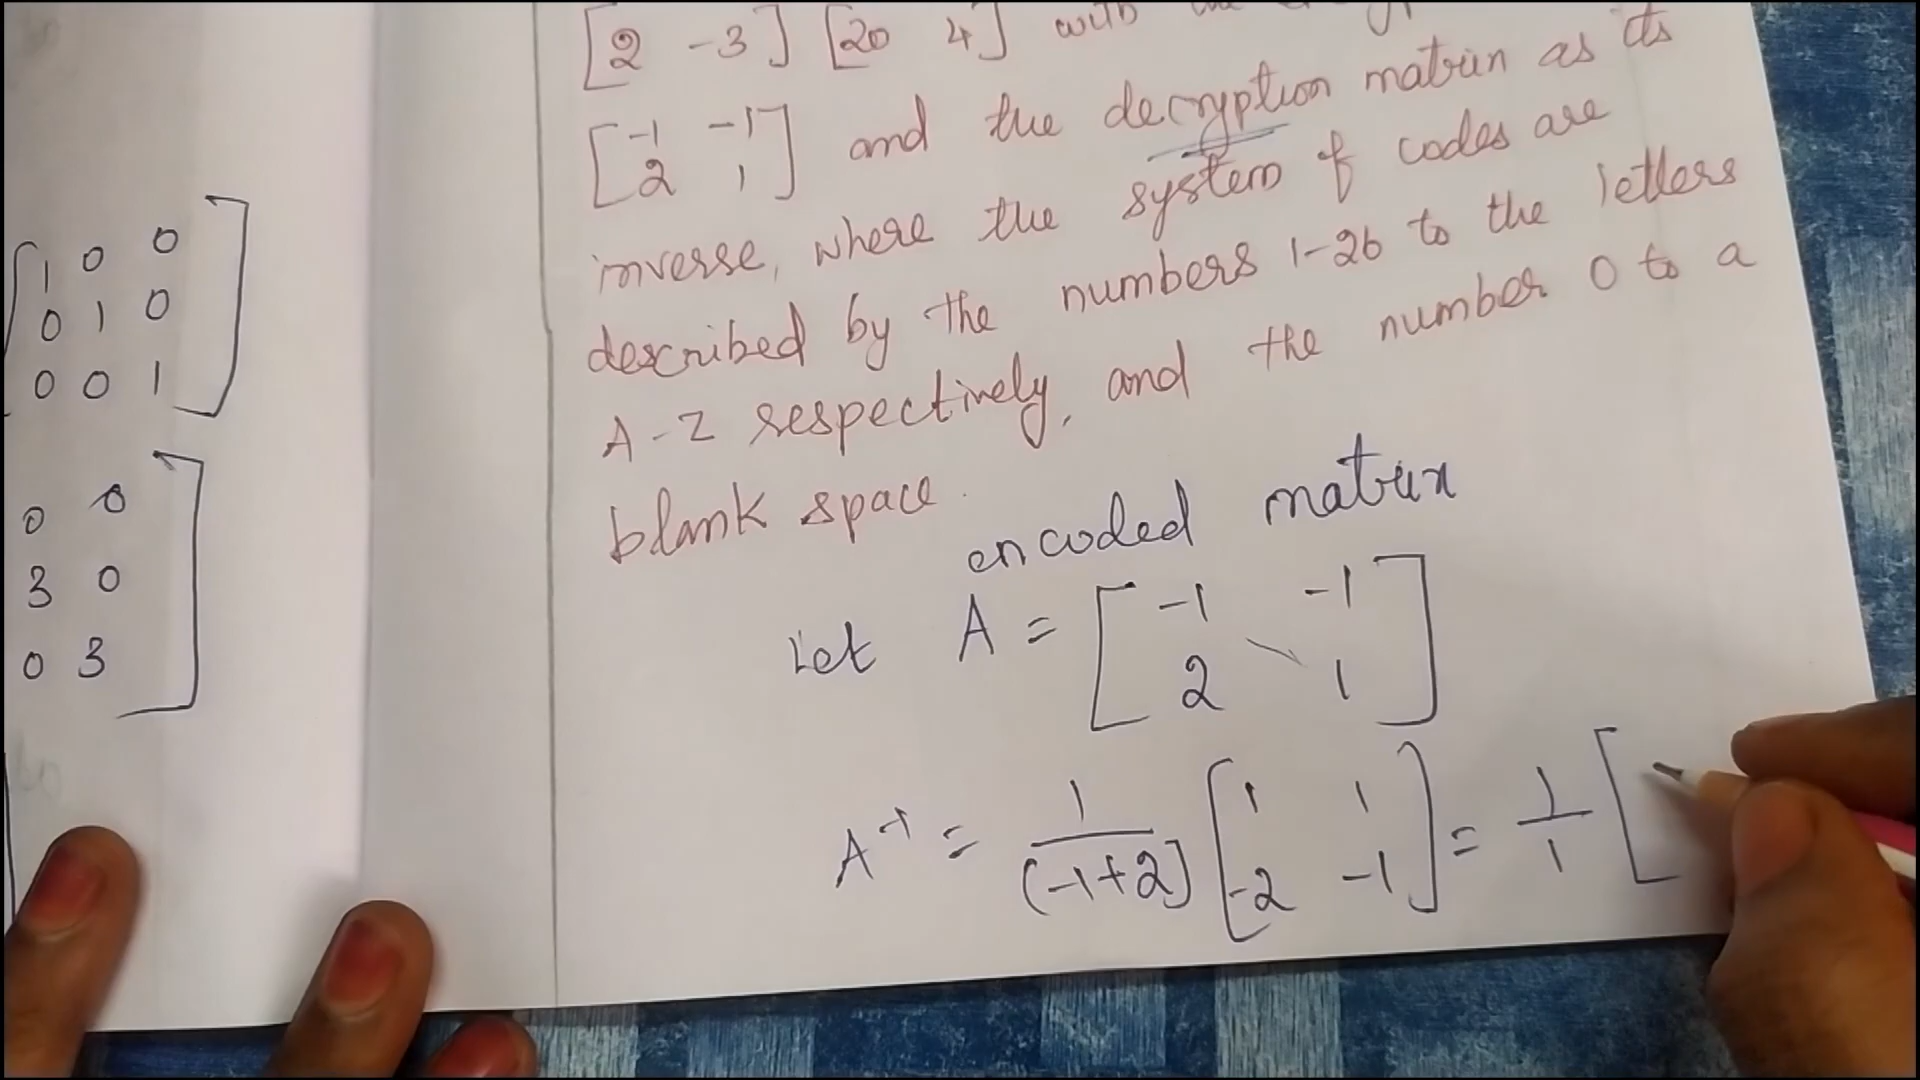 1 0 0
0 1 0
0 0 1
0 0
3 0
0 3
[2 -3] [20 4] with
[-1 -1
2 1] and the decryption matrix as its
inverse, where the system of codes are
described by the numbers 1-26 to the letters
A-Z respectively, and the number 0 to a
blank space.
encoded matrix
Let A = [-1 -1
2 1]
A⁻¹ = 1/(-1+2) [1 1
-2 -1] = 1/1 [